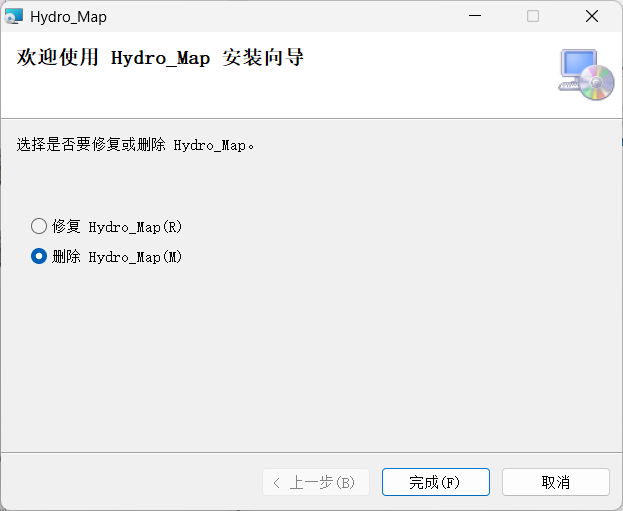 Hydro_Map
欢迎使用 Hydro_Map 安装向导
选择是否要修复或删除 Hydro_Map。
修复 Hydro_Map(R)
删除 Hydro_Map(M)
< 上一步(B)
完成(F)
取消